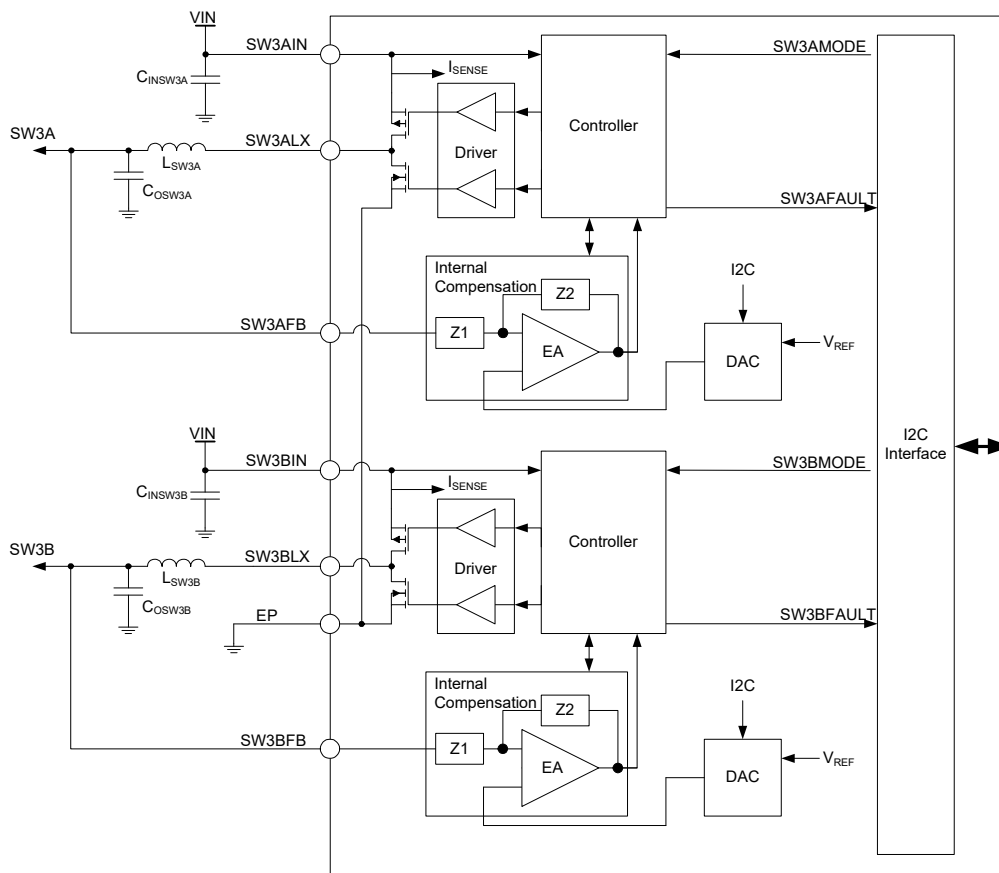 VIN
SW3AIN
SW3AMODE
CINSW3A
ISENSE
Controller
SW3A
SW3ALX
Driver
LSW3A
COSW3A
SW3AFAULT
Internal
Compensation
I2C
Z2
SW3AFB
Z1
EA
VREF
DAC
VIN
SW3BIN
SW3BMODE
I2C
Interface
CINSW3B
ISENSE
Controller
SW3B
SW3BLX
Driver
LSW3B
COSW3B
EP
SW3BFAULT
Internal
Compensation
I2C
Z2
SW3BFB
Z1
EA
VREF
DAC